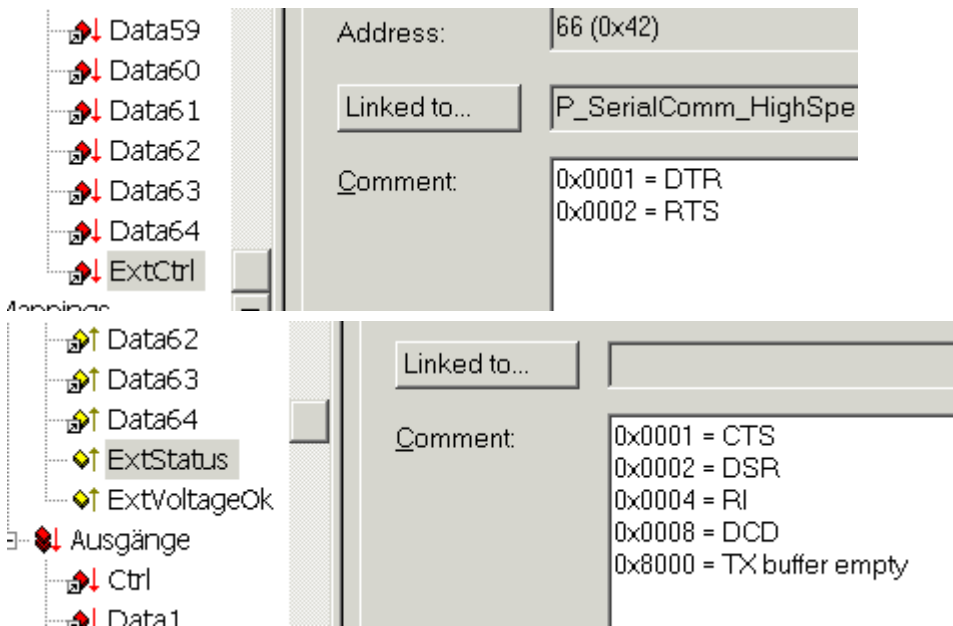 Data59
Data60
Data61
Data62
Data63
Data64
ExtCtrl
Mappings
Address:
66 (0x42)
Linked to...
P_SerialComm_HighSpe
Comment:
0x0001 = DTR
0x0002 = RTS
Data62
Data63
Data64
ExtStatus
ExtVoltageOk
Ausgänge
Ctrl
Data1
Linked to...
Comment:
0x0001 = CTS
0x0002 = DSR
0x0004 = RI
0x0008 = DCD
0x8000 = TX buffer empty